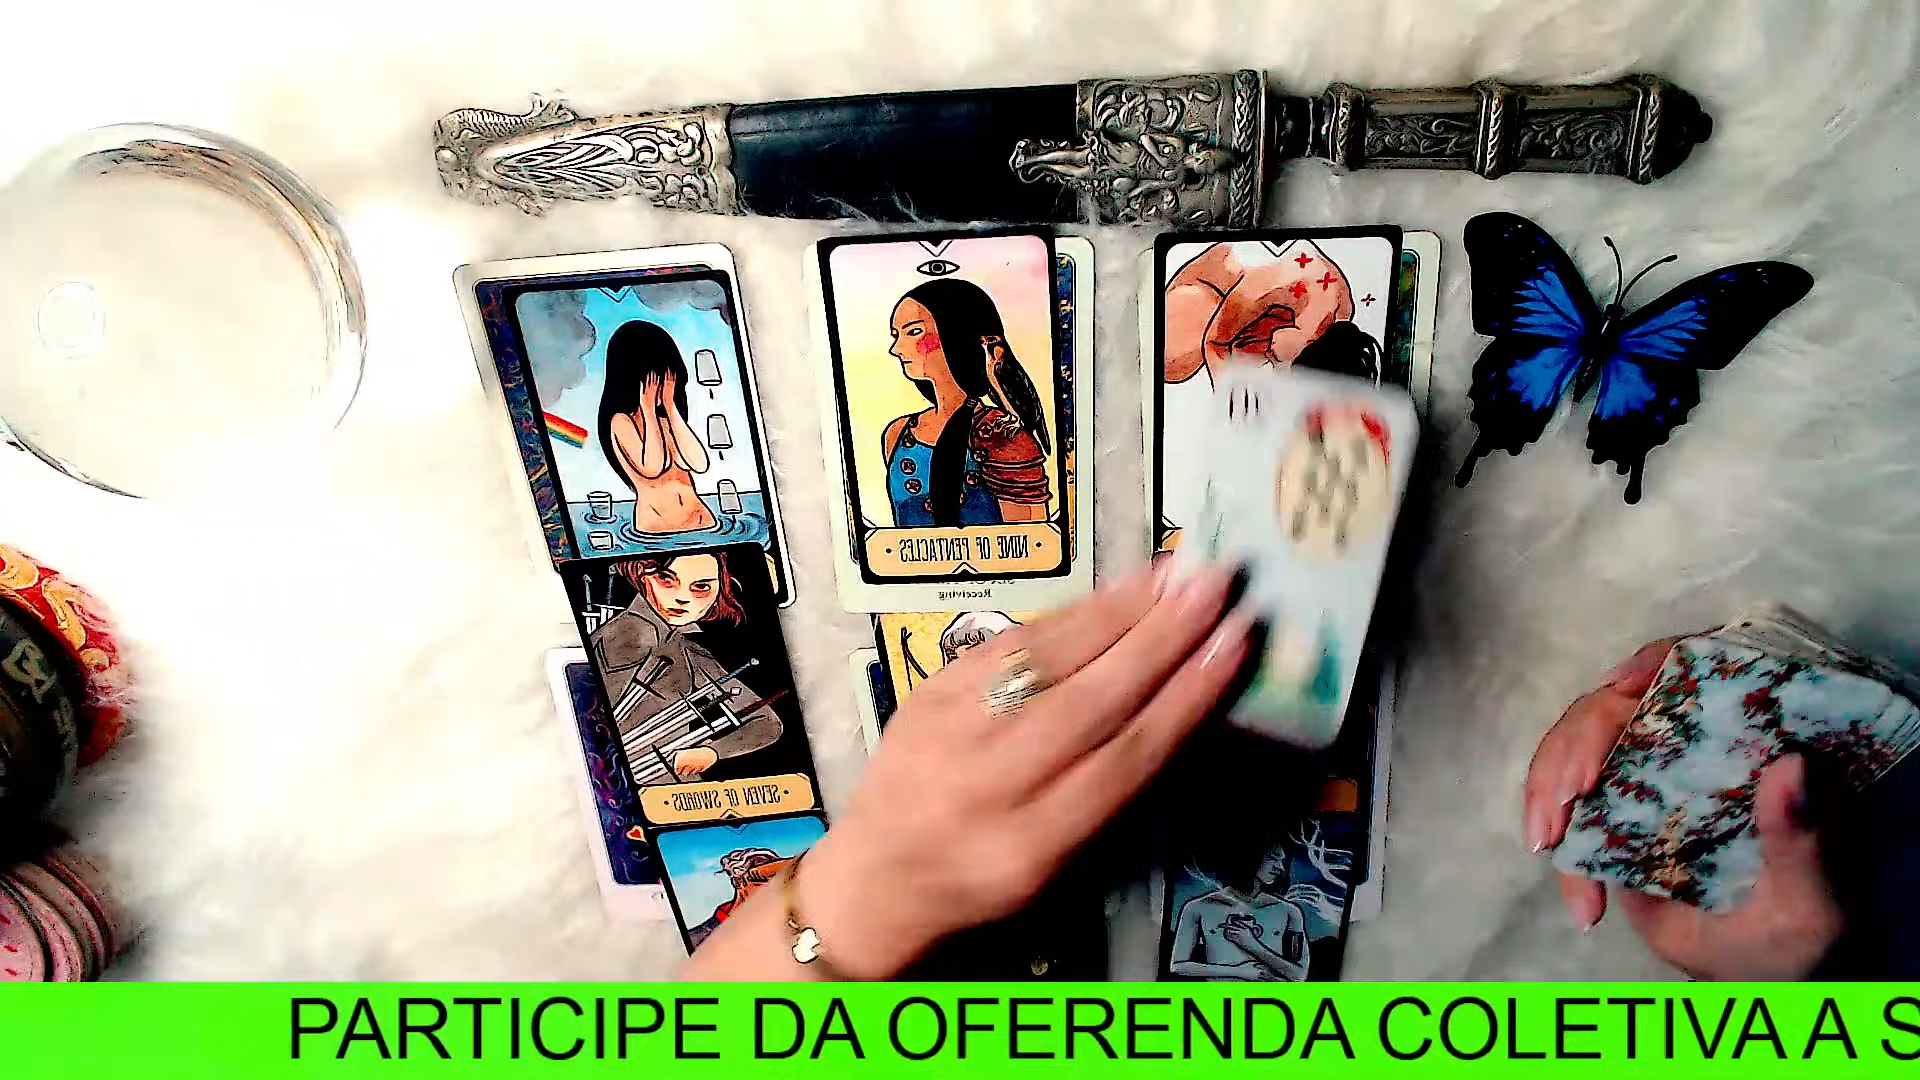 • NINE OF PENTACLES •
Receiving
• SEVEN OF SWORDS •
PARTICIPE DA OFERENDA COLETIVA A S